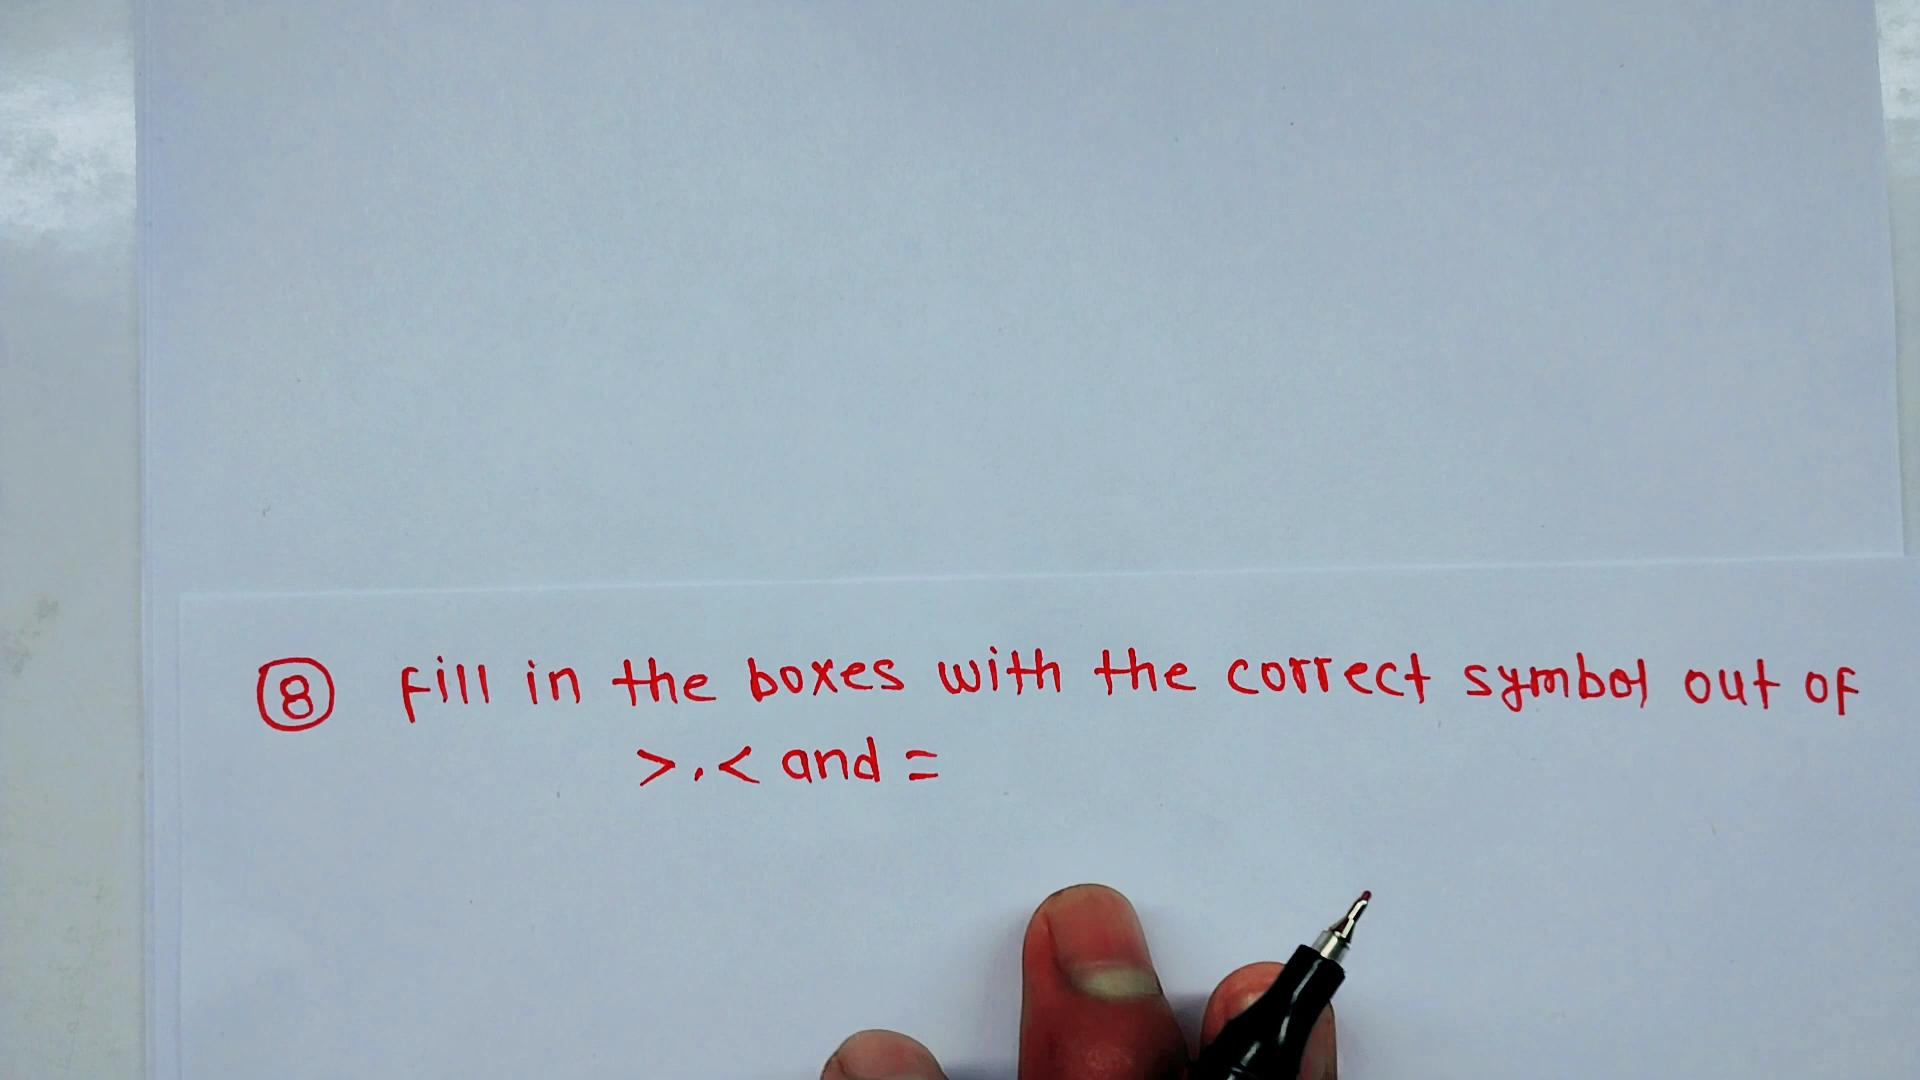 8 Fill in the boxes with the correct symbol out of
>, < and =